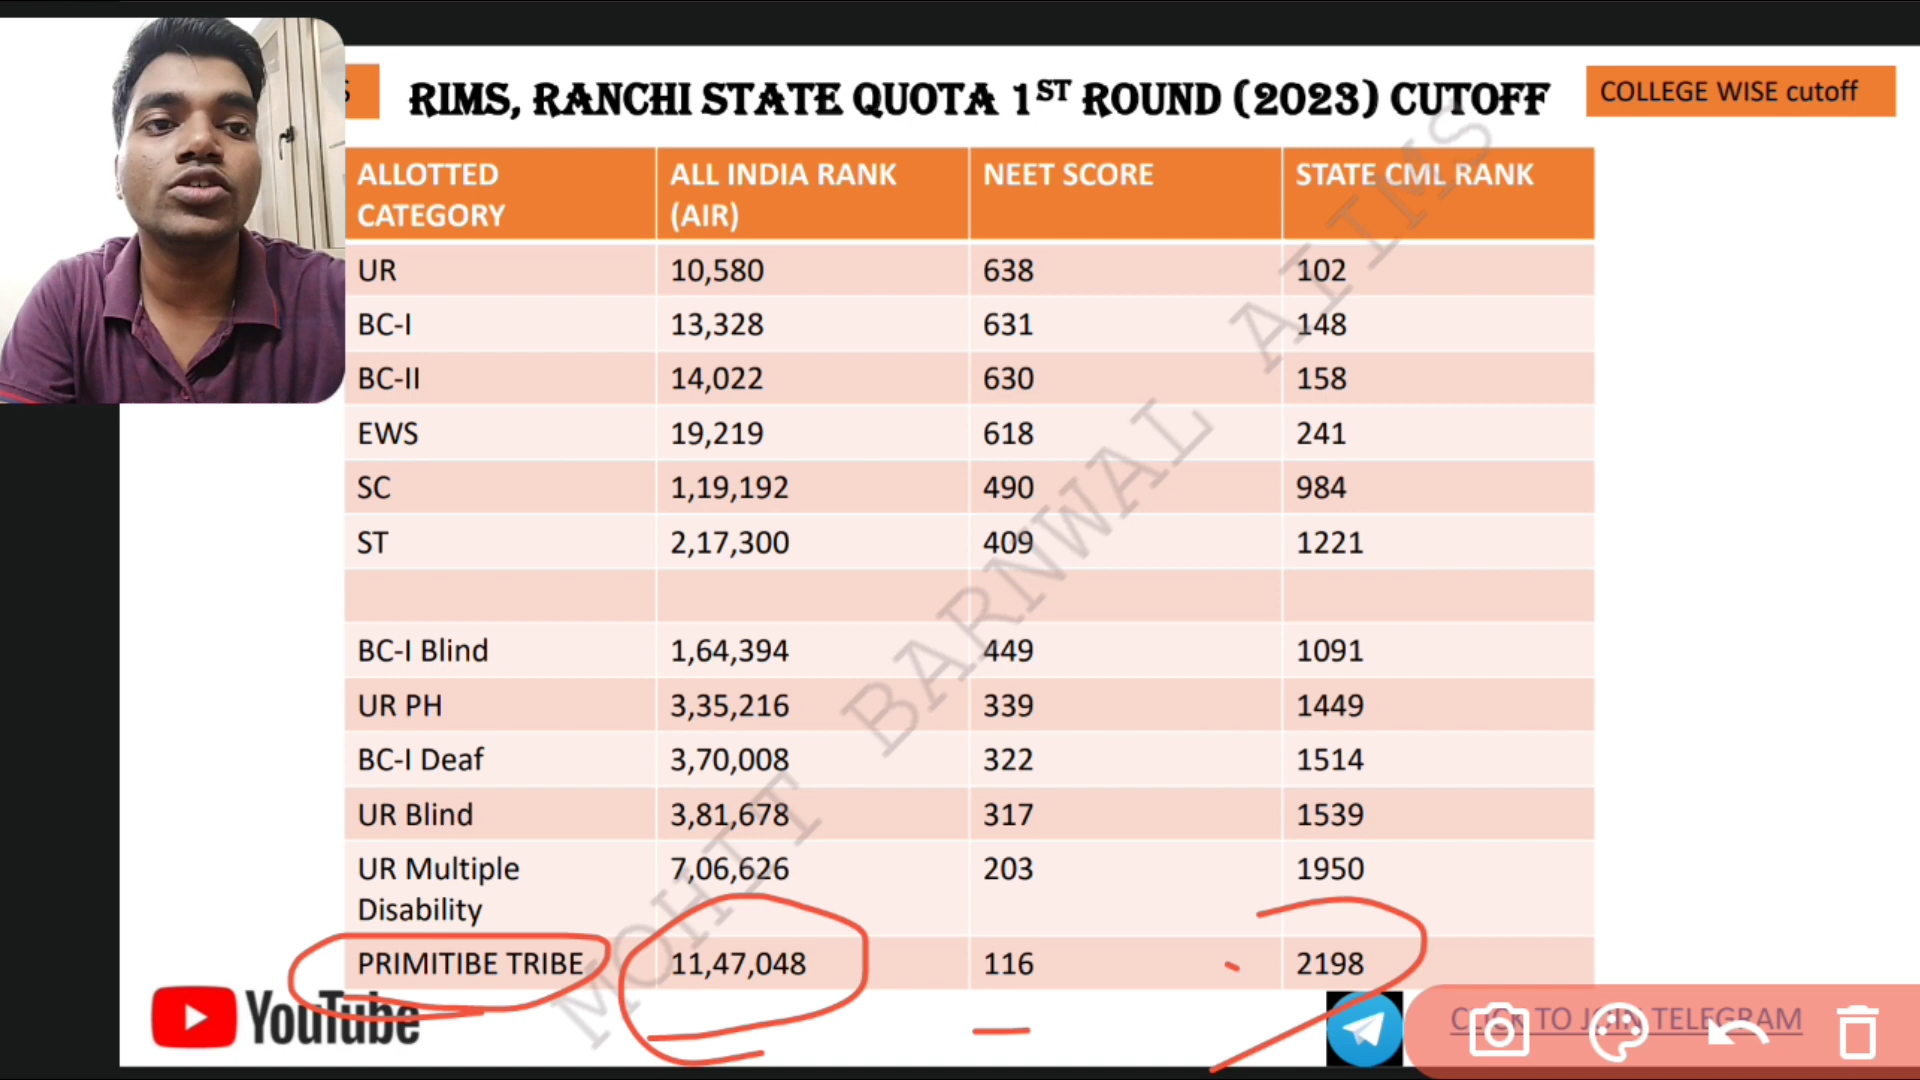 RIMS, RANCHI STATE QUOTA 1ST ROUND (2023) CUTOFF
COLLEGE WISE cutoff
ALLOTTED CATEGORY ALL INDIA RANK (AIR) NEET SCORE STATE CML RANK
UR 10,580 638 102
BC-I 13,328 631 148
BC-II 14,022 630 158
EWS 19,219 618 241
SC 1,19,192 490 984
ST 2,17,300 409 1221
BC-I Blind 1,64,394 449 1091
UR PH 3,35,216 339 1449
BC-I Deaf 3,70,008 322 1514
UR Blind 3,81,678 317 1539
UR Multiple Disability 7,06,626 203 1950
PRIMITIBE TRIBE 11,47,048 116 2198
MOHIT BARNWAL AIIMS
YouTube
CLICK TO JOIN TELEGRAM